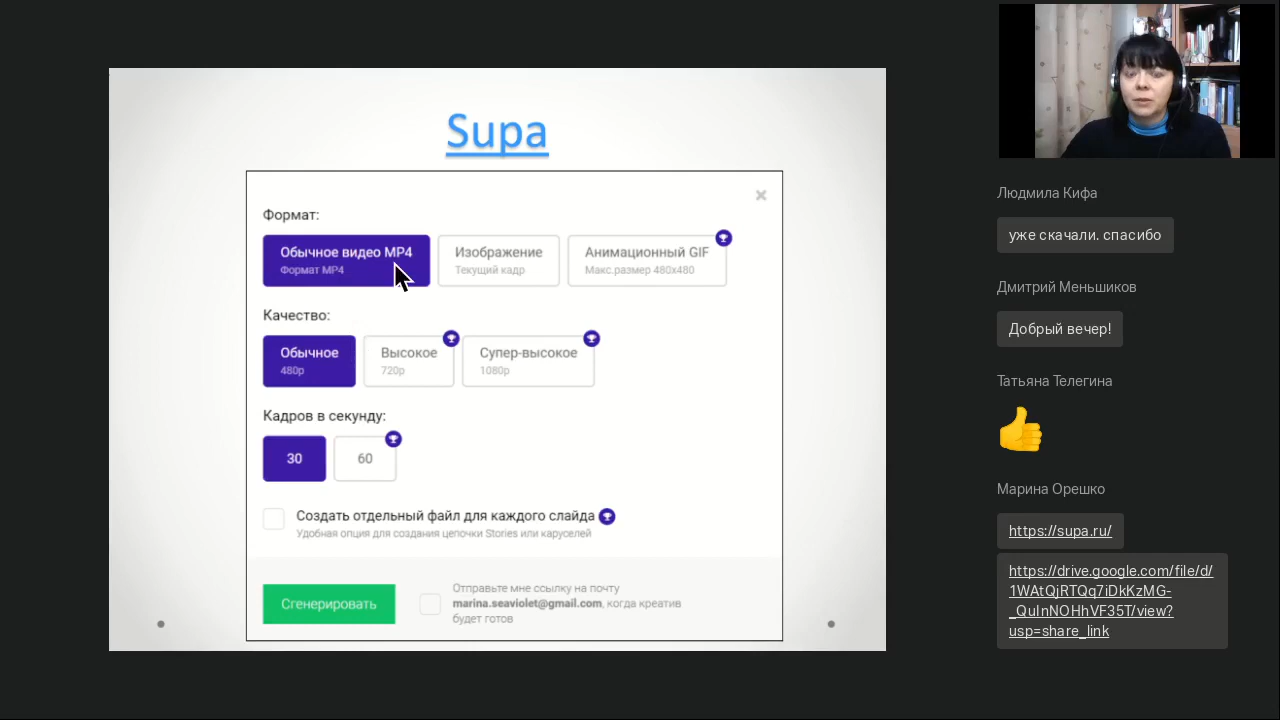 Supa
Формат:
Обычное видео MP4
Формат MP4
Изображение
Текущий кадр
Анимационный GIF
Макс.размер 480x480
Качество:
Обычное
480p
Высокое
720p
Супер-высокое
1080p
Кадров в секунду:
30
60
Создать отдельный файл для каждого слайда
Удобная опция для создания цепочки Stories или каруселей
Сгенерировать
Отправьте мне ссылку на почту
marina.seaviolet@gmail.com, когда креатив
будет готов
Людмила Кифа
уже скачали. спасибо
Дмитрий Меньшиков
Добрый вечер!
Татьяна Телегина
Марина Орешко
https://supa.ru/
https://drive.google.com/file/d/
1WAtQjRTQq7iDkKzMG-
_QuInNOHhVF35T/view?
usp=share_link